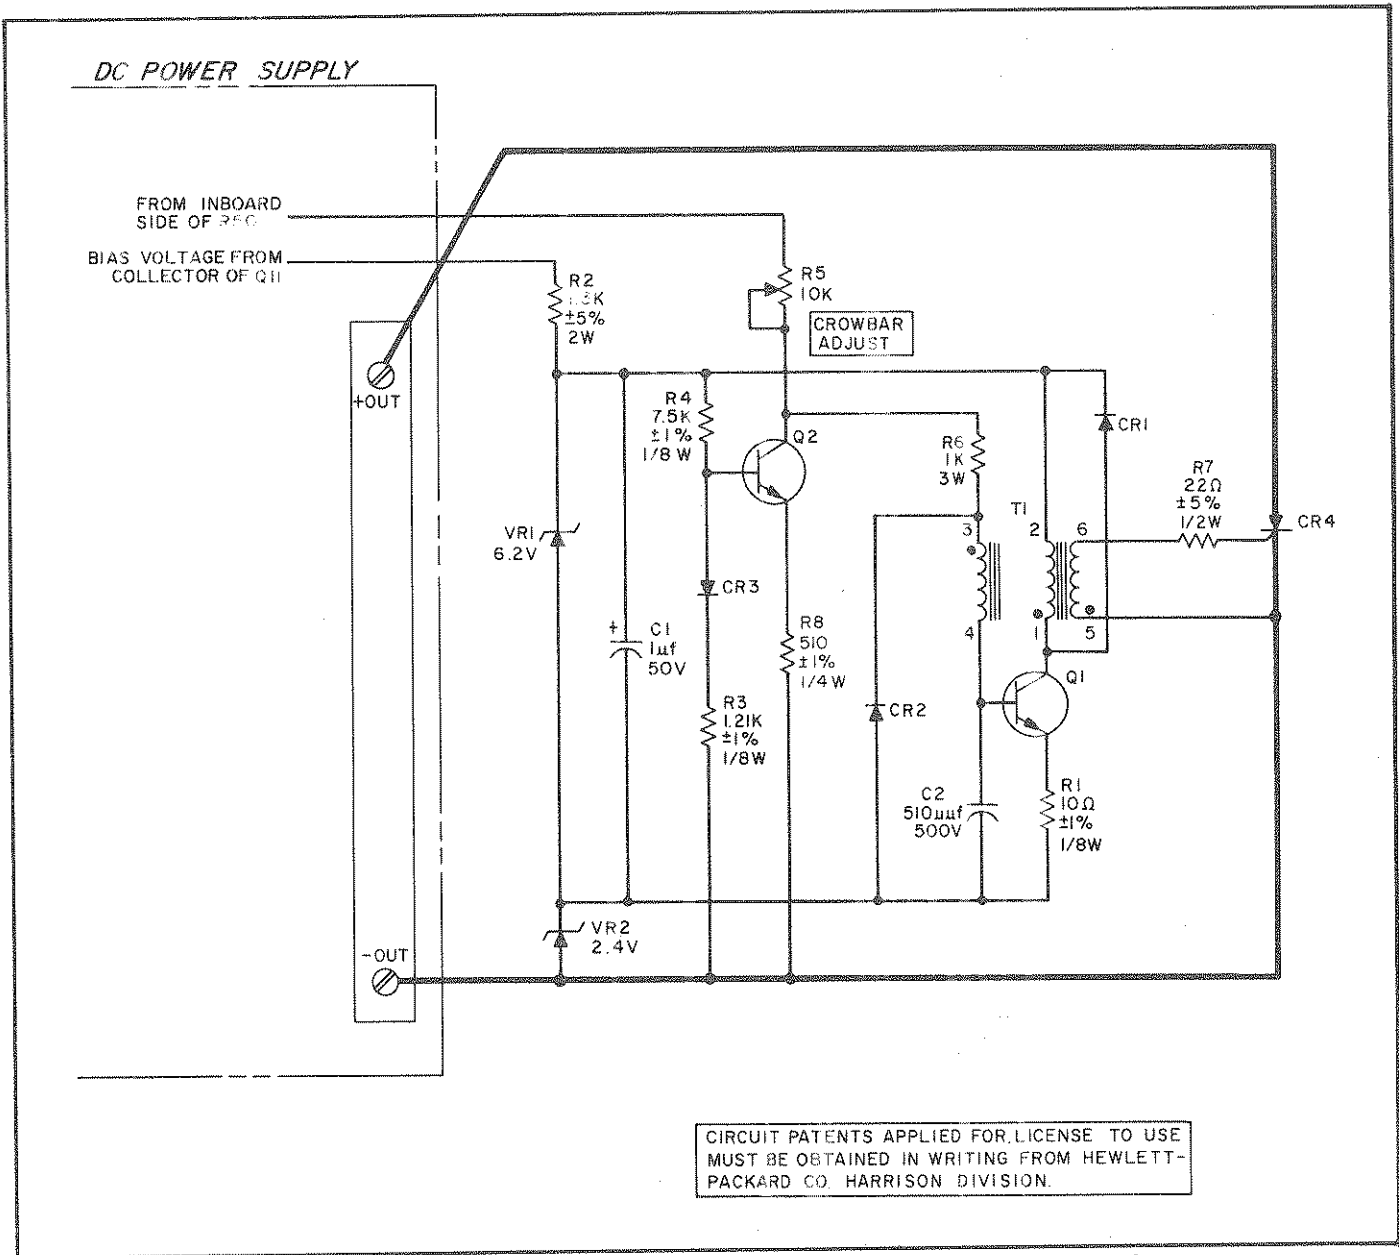 DC POWER SUPPLY
FROM INBOARD
SIDE OF
BIAS VOLTAGE FROM
COLLECTOR OF Q11
R2
1.3K
±5%
2W
R5
10K
CROWBAR
ADJUST
+OUT
R4
7.5K
±1%
1/8 W
Q2
R6
1K
3W
CR1
R7
22Ω
±5%
1/2W
T1
3
2
6
CR4
VR1
6.2V
CR3
+
C1
1μf
50V
R8
510
±1%
1/4W
4
1
5
Q1
R3
1.21K
±1%
1/8W
CR2
C2
510μμf
500V
R1
10Ω
±1%
1/8W
VR2
2.4V
-OUT
CIRCUIT PATENTS APPLIED FOR. LICENSE TO USE
MUST BE OBTAINED IN WRITING FROM HEWLETT-
PACKARD CO. HARRISON DIVISION.